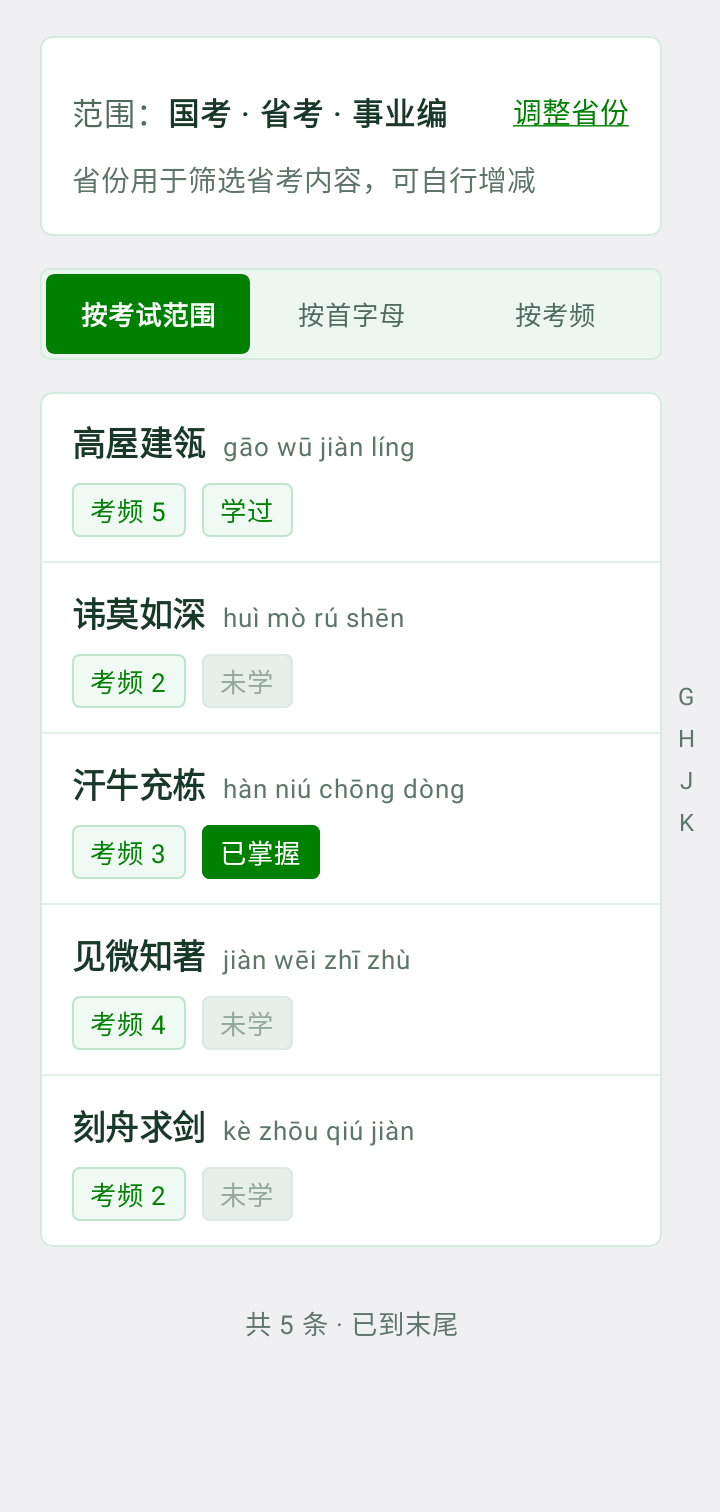 范围：国考 · 省考 · 事业编 调整省份
省份用于筛选省考内容，可自行增减
按考试范围 按首字母 按考频
高屋建瓴 gāo wū jiàn líng
考频 5 学过
讳莫如深 huì mò rú shēn
考频 2 未学
汗牛充栋 hàn niú chōng dòng
考频 3 已掌握
见微知著 jiàn wēi zhī zhù
考频 4 未学
刻舟求剑 kè zhōu qiú jiàn
考频 2 未学
G
H
J
K
共 5 条 · 已到末尾